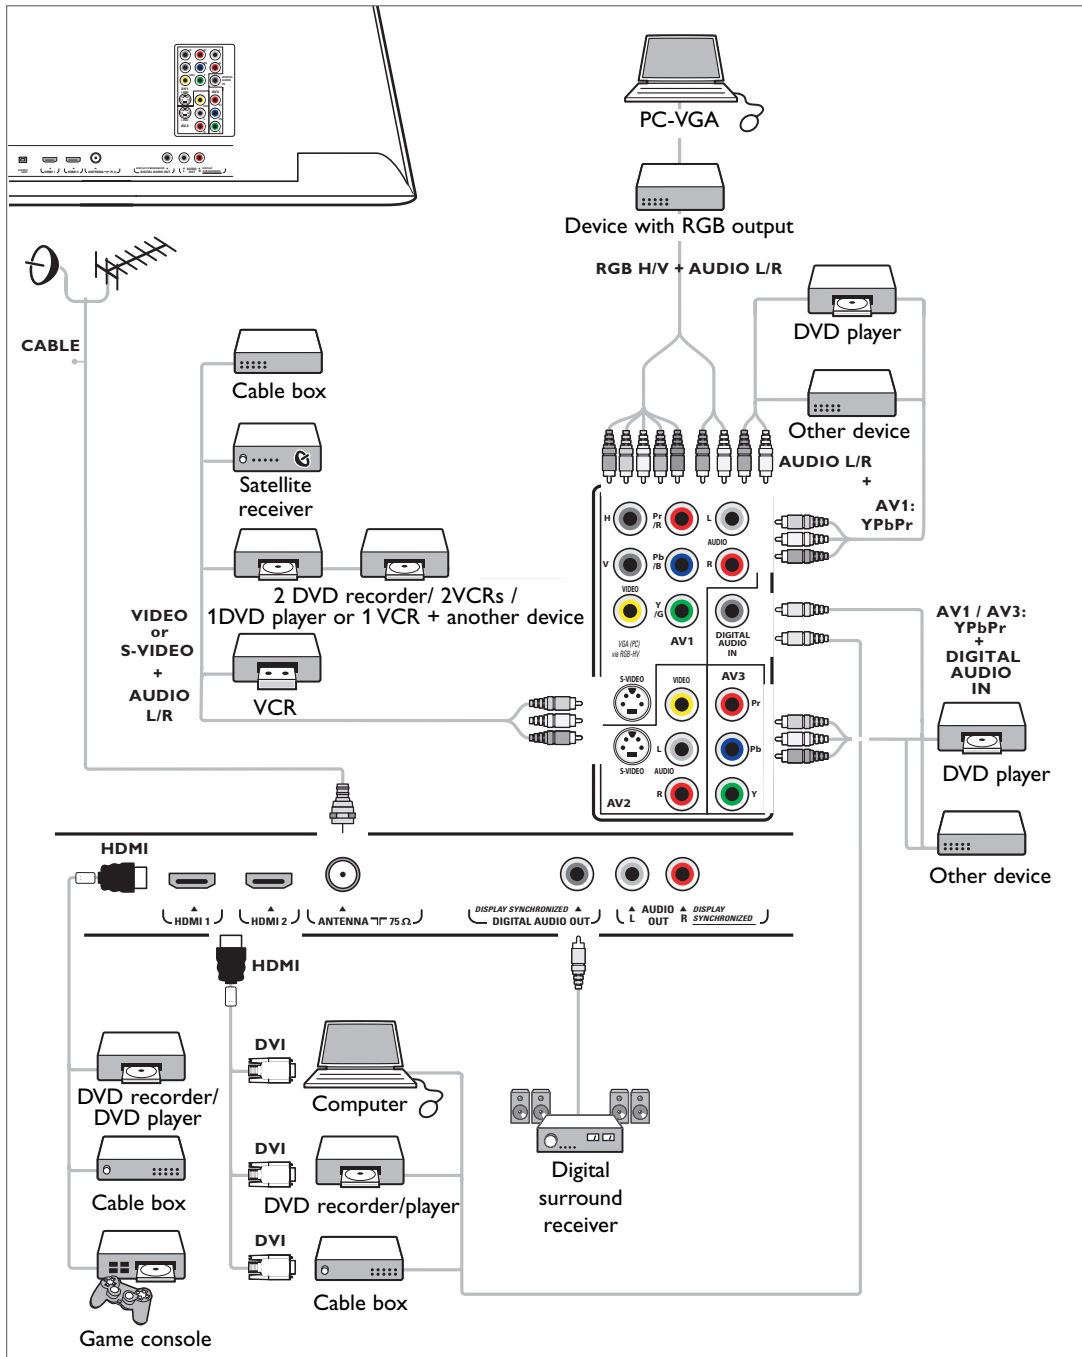 PC-VGA
Device with RGB output
RGB H/V + AUDIO L/R
DVD player
Other device
AUDIO L/R
+
AV1:
YPbPr
CABLE
Cable box
Satellite
receiver
2 DVD recorder/ 2VCRs /
1DVD player or 1 VCR + another device
VIDEO
or
S-VIDEO
+
AUDIO
L/R
VCR
H
Pr
/R
L
AUDIO
V
Pb
/B
R
VIDEO
Y
/G
VGA (PC)
via RGB-HV
AV1
DIGITAL
AUDIO
IN
S-VIDEO
VIDEO
AV3
Pr
L
Pb
S-VIDEO
AUDIO
R
Y
AV2
AV1 / AV3:
YPbPr
+
DIGITAL
AUDIO
IN
DVD player
Other device
HDMI
HDMI 1
HDMI 2
ANTENNA 75 Ω
DISPLAY SYNCHRONIZED
DIGITAL AUDIO OUT
L AUDIO R DISPLAY
OUT SYNCHRONIZED
HDMI
DVI
Computer
DVD recorder/
DVD player
DVI
DVD recorder/player
Cable box
DVI
Cable box
Game console
Digital
surround
receiver